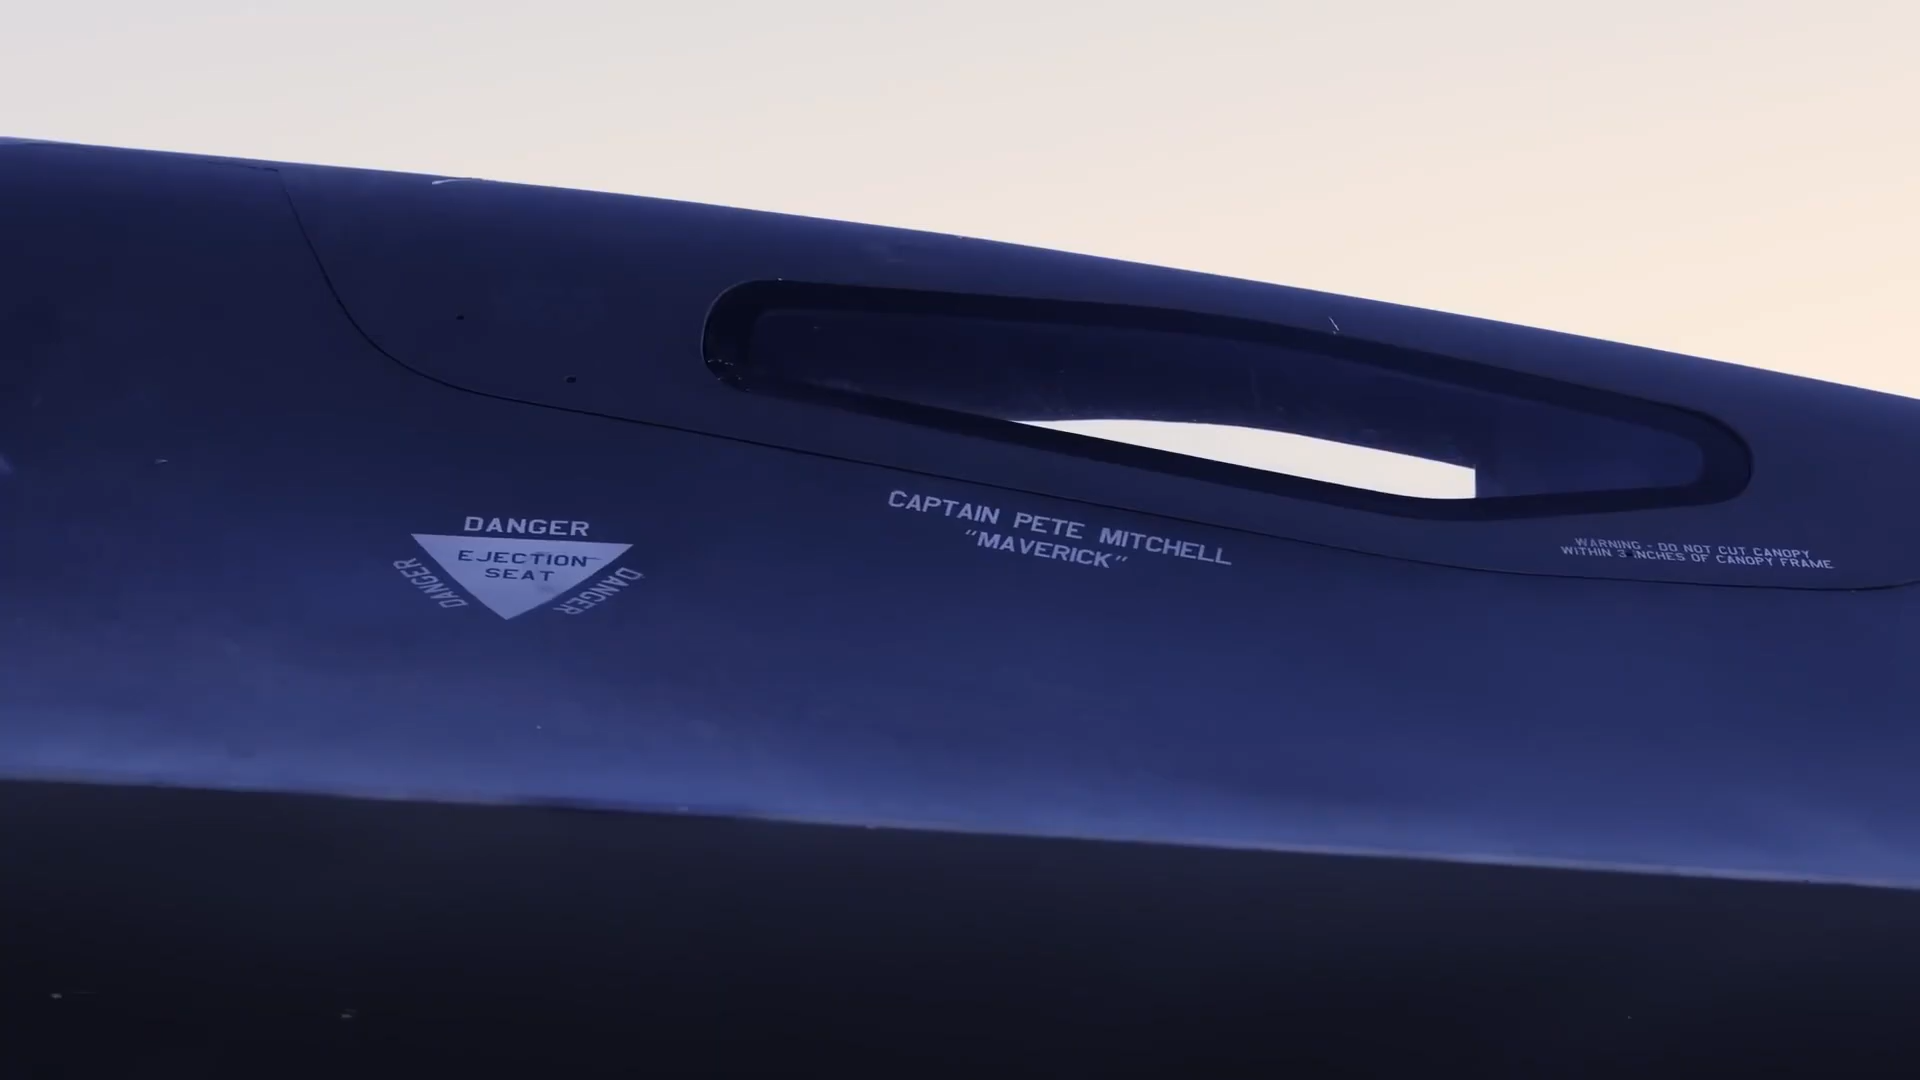 DANGER
EJECTION
SEAT
DANGER
DANGER
CAPTAIN PETE MITCHELL
“MAVERICK”
WARNING - DO NOT CUT CANOPY
WITHIN 3 INCHES OF CANOPY FRAME